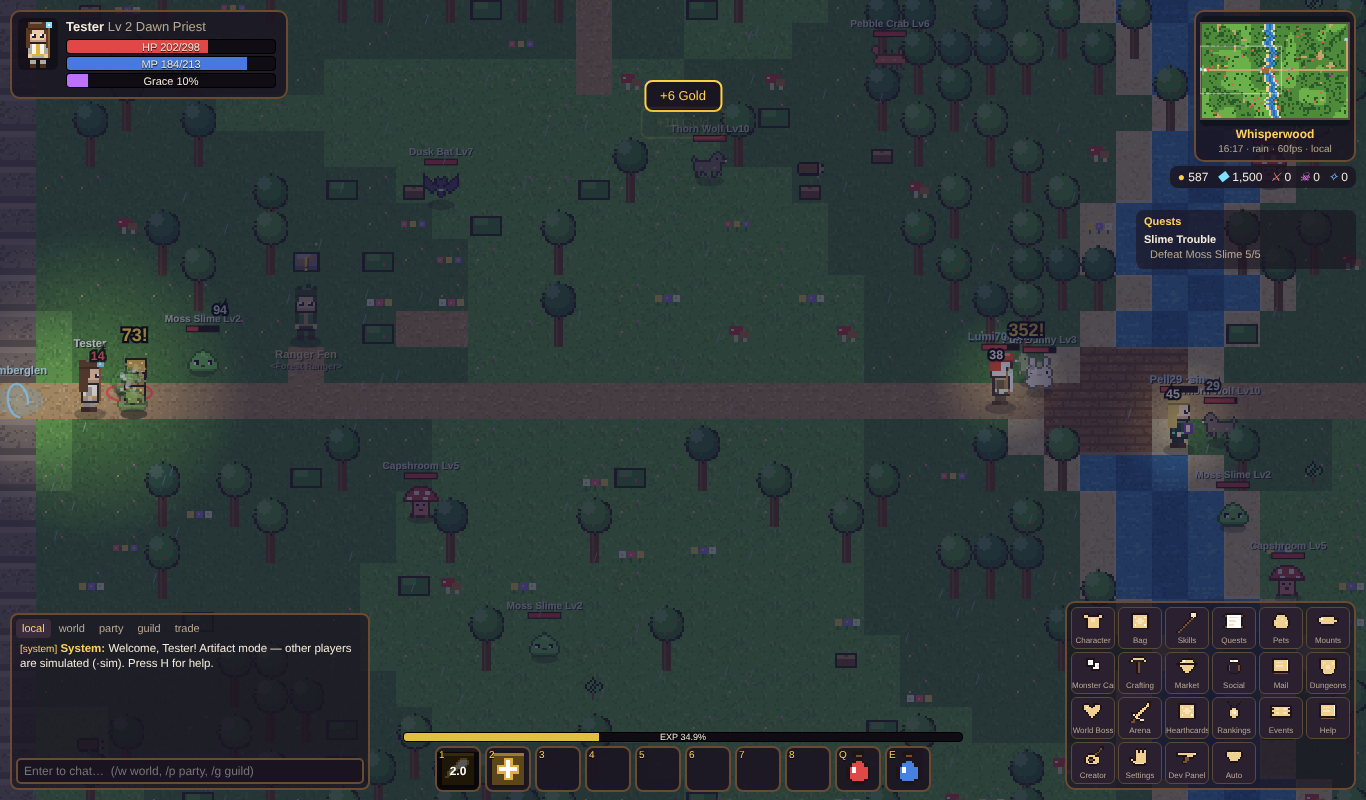 Tester Lv 2 Dawn Priest
HP 202/298
MP 184/213
Grace 10%
+6 Gold
Pebble Crab Lv6
Thorn Wolf Lv10
Dusk Bat Lv7
Whisperwood
16:17 · rain · 60fps · local
587 1,500 0 0 0
Quests
Slime Trouble
Defeat Moss Slime 5/5
94
Moss Slime Lv2
73!
Tester
14
Ranger Fen
<Forest Ranger>
352!
38
Lv3
29
45
Capshroom Lv5
Moss Slime Lv2
Capshroom Lv5
Moss Slime Lv2
local world party guild trade
[system] System: Welcome, Tester! Artifact mode — other players
are simulated (·sim). Press H for help.
Enter to chat… (/w world, /p party, /g guild)
EXP 34.9%
1 2 3 4 5 6 7 8 Q E
2.0
Character Bag Skills Quests Pets Mounts
Monster Ca Crafting Market Social Mail Dungeons
World Boss Arena Hearthcards Rankings Events Help
Creator Settings Dev Panel Auto